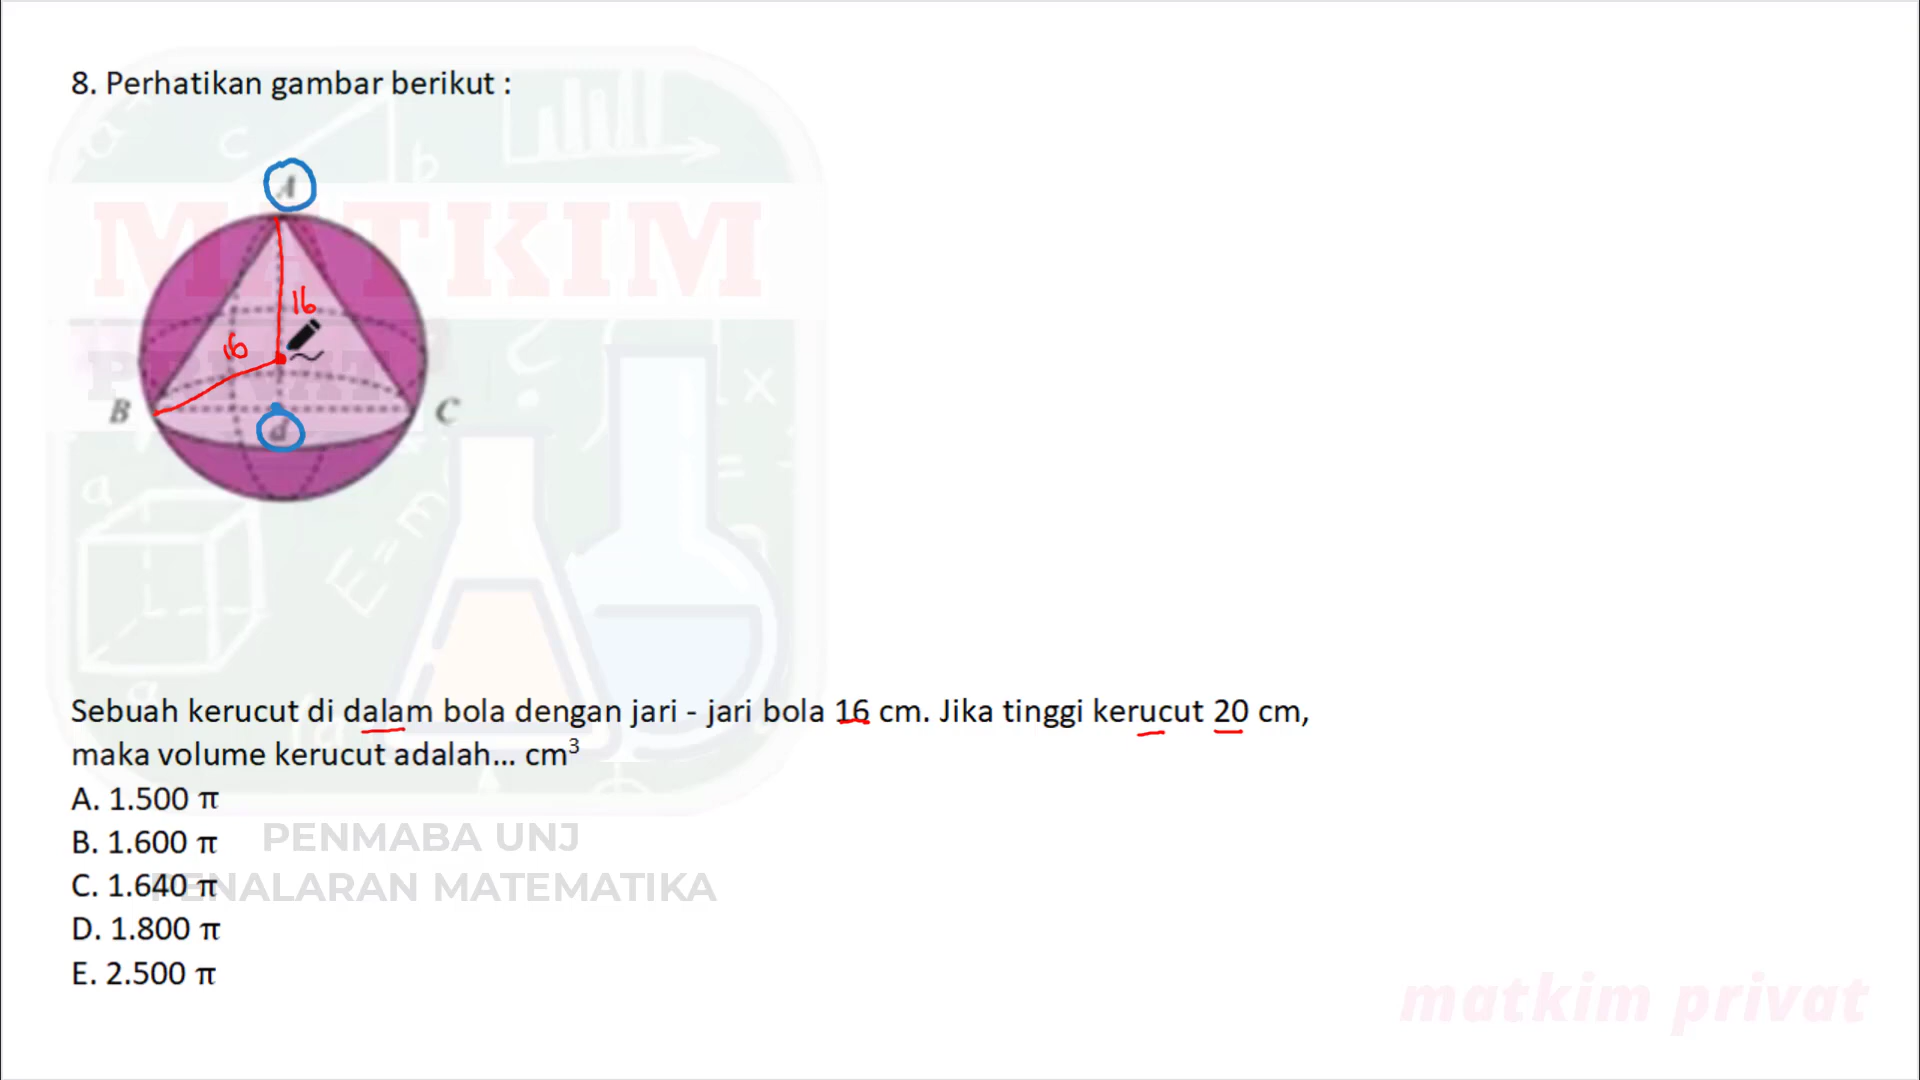 8. Perhatikan gambar berikut :
a
c
b
A
MATKIM
16
16
PRIVAT
x
B
C
d
=
a
E=m
a
Sebuah kerucut di dalam bola dengan jari - jari bola 16 cm. Jika tinggi kerucut 20 cm,
maka volume kerucut adalah... cm³
A. 1.500 π
B. 1.600 π
PENMABA UNJ
C. 1.640 π
PENALARAN MATEMATIKA
D. 1.800 π
E. 2.500 π
matkim privat